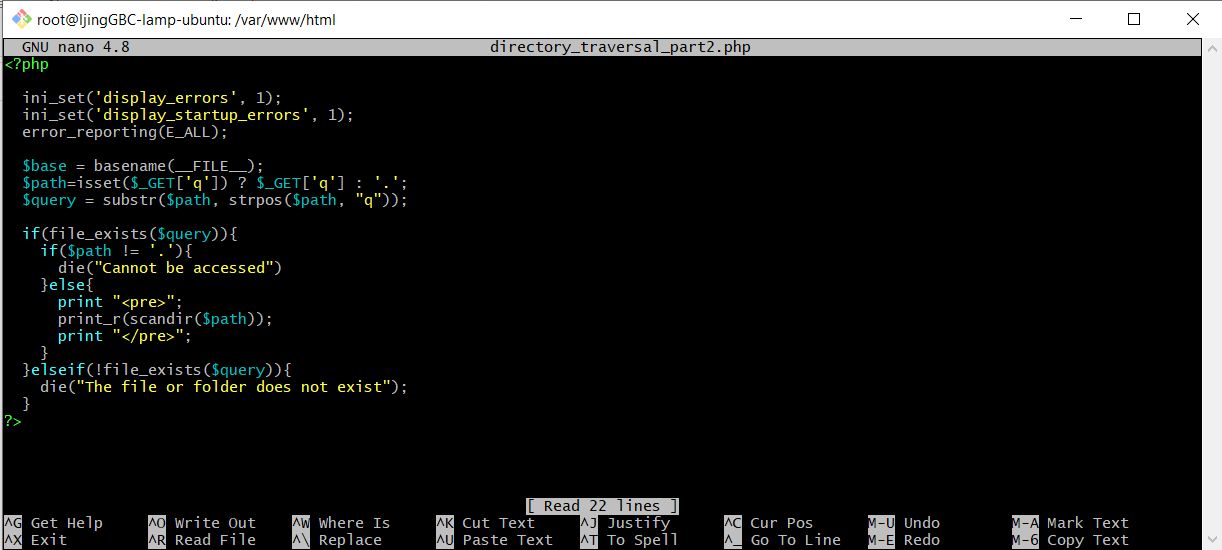 root@ljingGBC-lamp-ubuntu: /var/www/html
GNU nano 4.8 directory_traversal_part2.php
<?php
ini_set('display_errors', 1);
ini_set('display_startup_errors', 1);
error_reporting(E_ALL);
$base = basename(__FILE__);
$path=isset($_GET['q']) ? $_GET['q'] : '.';
$query = substr($path, strpos($path, "q"));
if(file_exists($query)){
if($path != '.'){
die("Cannot be accessed")
}else{
print "<pre>";
print_r(scandir($path));
print "</pre>";
}
}elseif(!file_exists($query)){
die("The file or folder does not exist");
}
?>
[ Read 22 lines ]
^G Get Help ^O Write Out ^W Where Is ^K Cut Text ^J Justify ^C Cur Pos M-U Undo M-A Mark Text
^X Exit ^R Read File ^\ Replace ^U Paste Text ^T To Spell ^_ Go To Line M-E Redo M-6 Copy Text